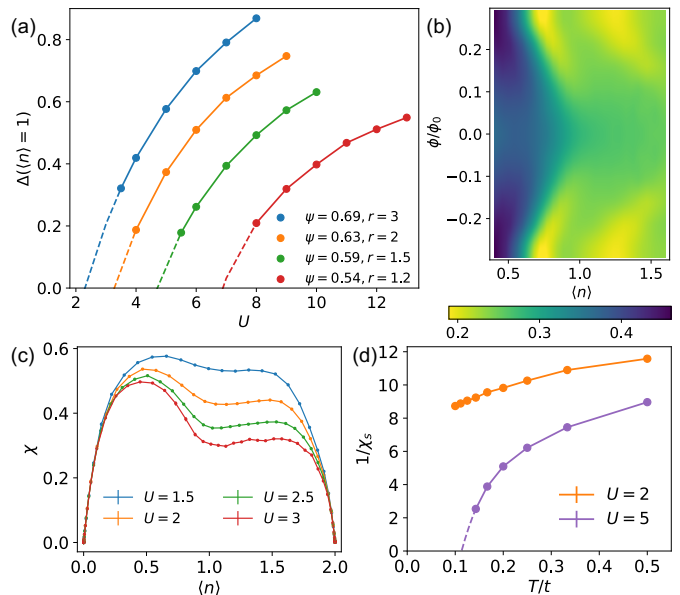 (a)
0.8
0.6
0.4
0.2
0.0
Δ(⟨n⟩ = 1)
ψ = 0.69, r = 3
ψ = 0.63, r = 2
ψ = 0.59, r = 1.5
ψ = 0.54, r = 1.2
2 4 6 8 10 12
U
(b)
0.2
0.1
0.0
−0.1
−0.2
ϕ/ϕ₀
0.5 1.0 1.5
⟨n⟩
0.2 0.3 0.4
(c)
0.6
0.4
0.2
0.0
χ
U = 1.5
U = 2
U = 2.5
U = 3
0.0 0.5 1.0 1.5 2.0
⟨n⟩
(d)
12
10
8
6
4
2
0
1/χₛ
U = 2
U = 5
0.0 0.1 0.2 0.3 0.4 0.5
T/t